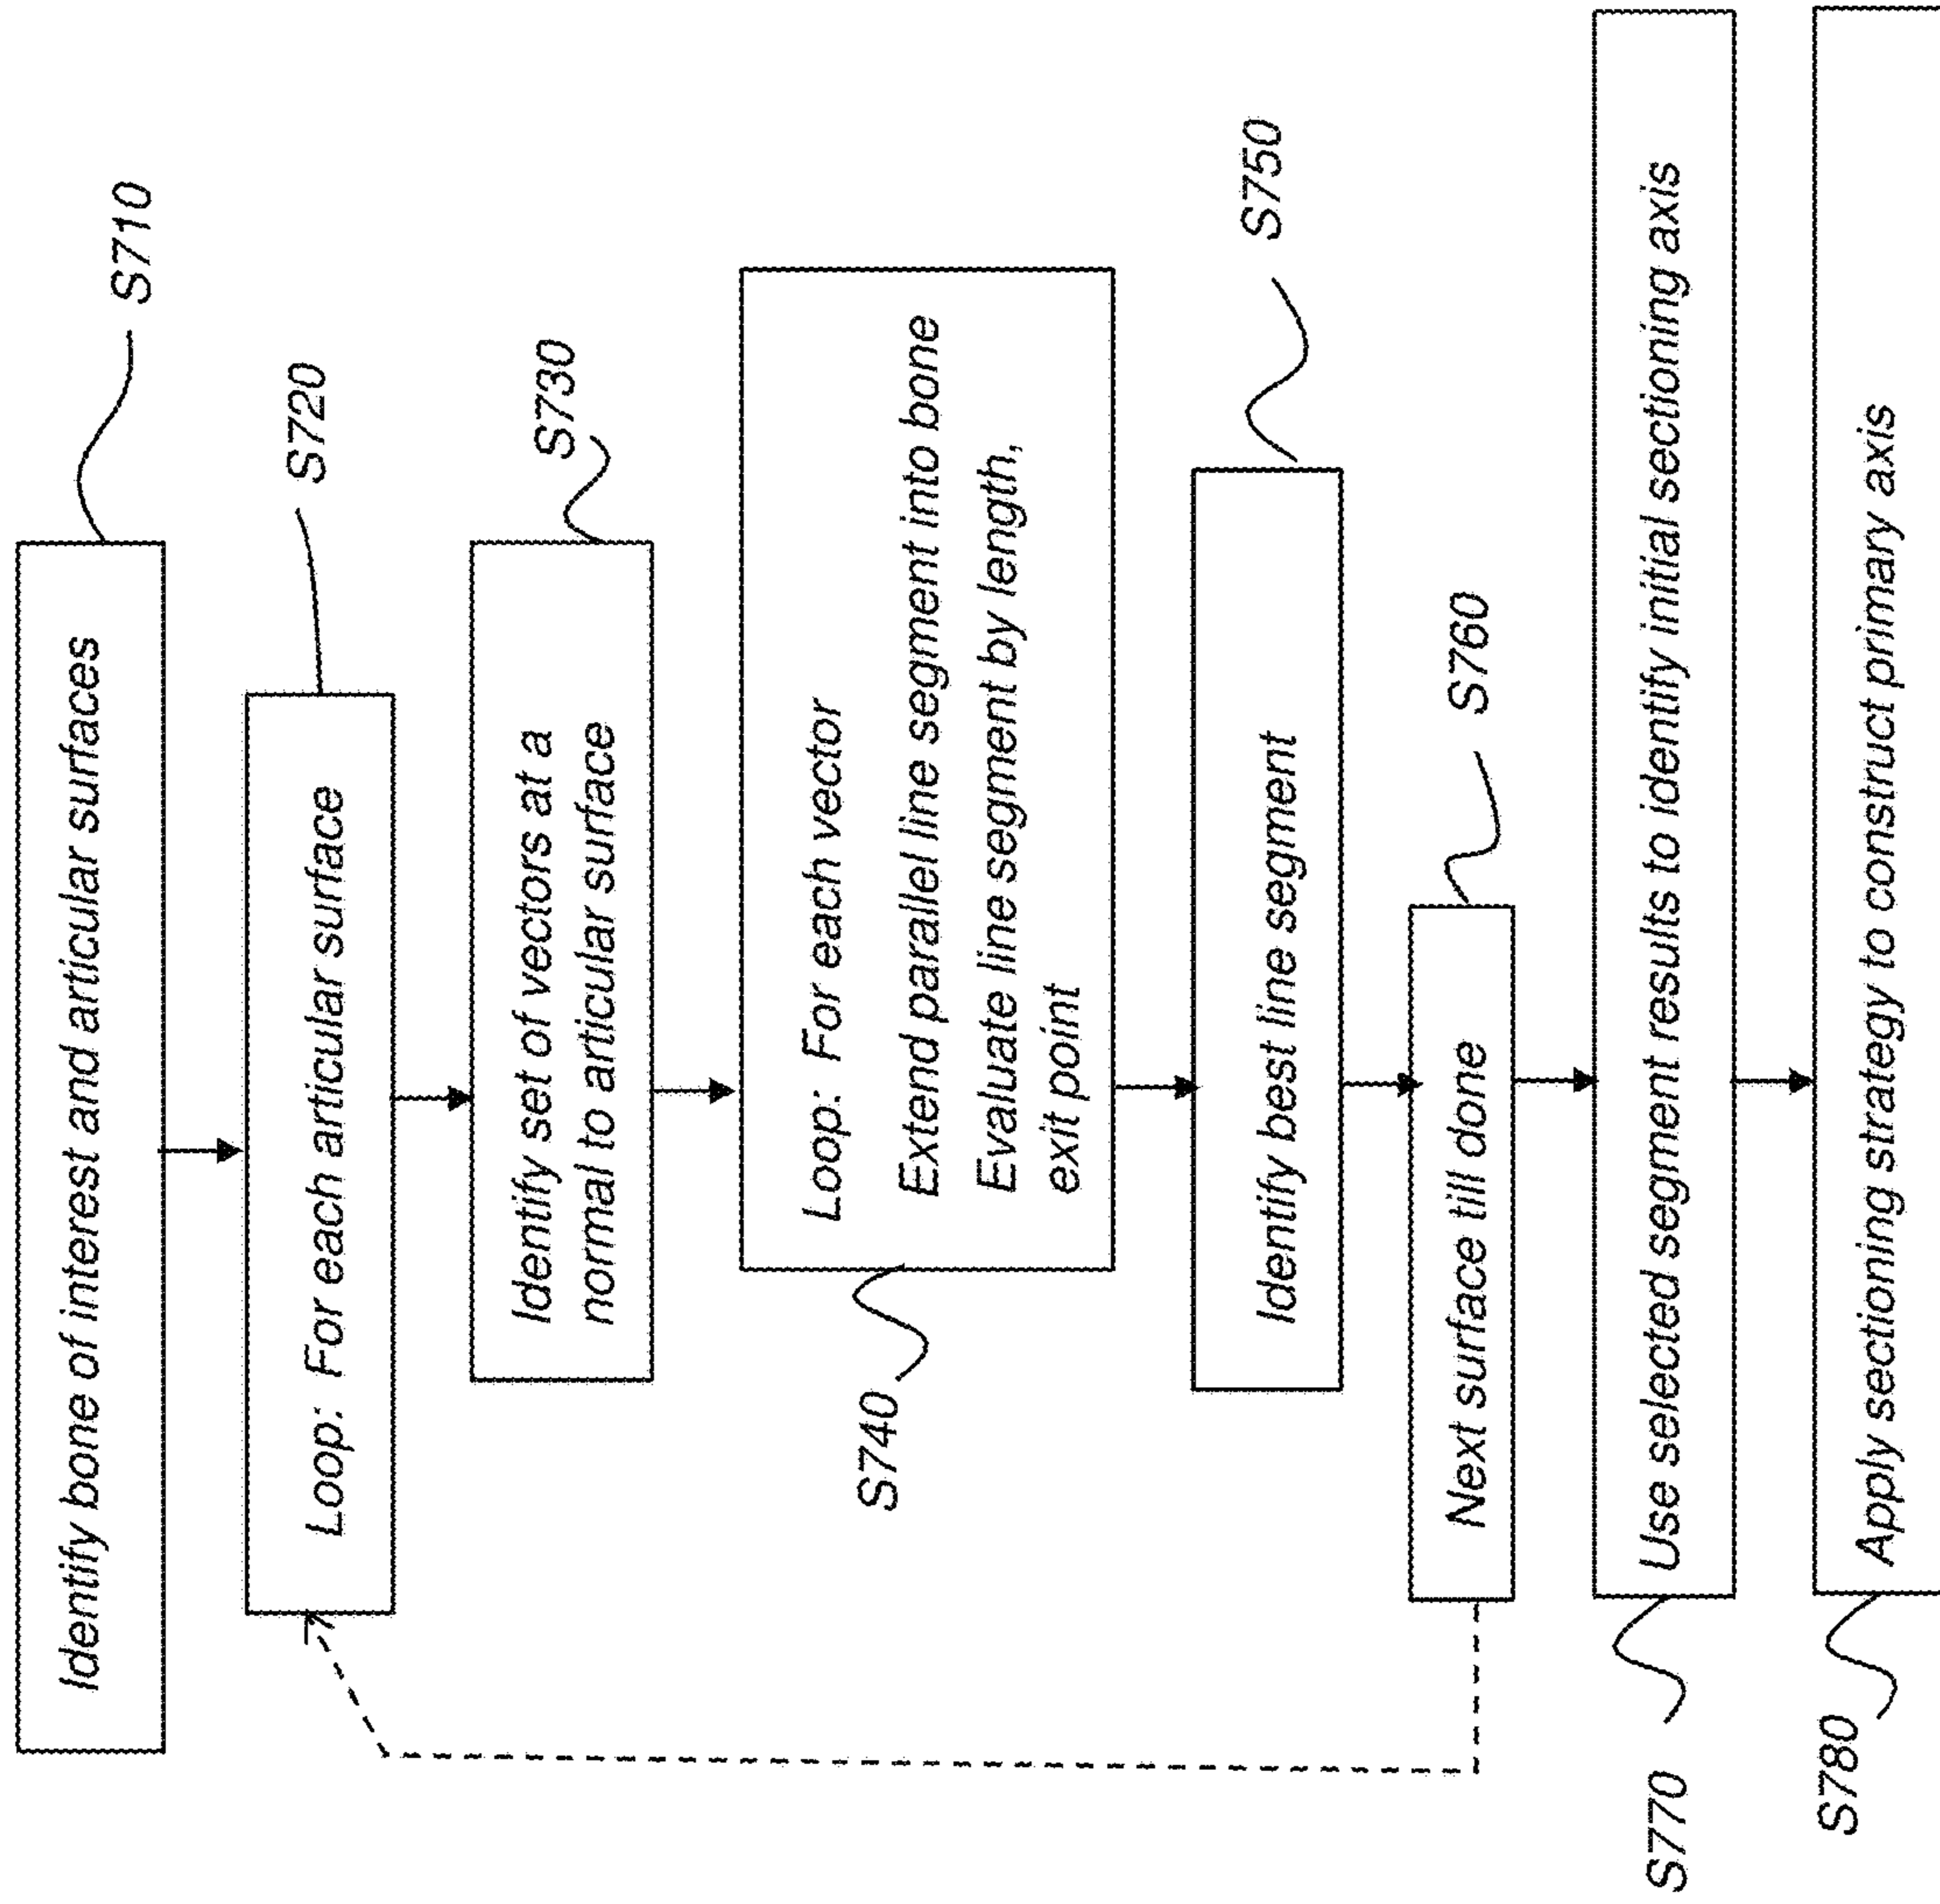 Identify bone of interest and articular surfaces
S710
Loop: For each articular surface
S720
Identify set of vectors at a
normal to articular surface
S730
Loop: For each vector
Extend parallel line segment into bone
Evaluate line segment by length,
exit point
S740
Identify best line segment
S750
Next surface till done
S760
Use selected segment results to identify initial sectioning axis
S770
Apply sectioning strategy to construct primary axis
S780